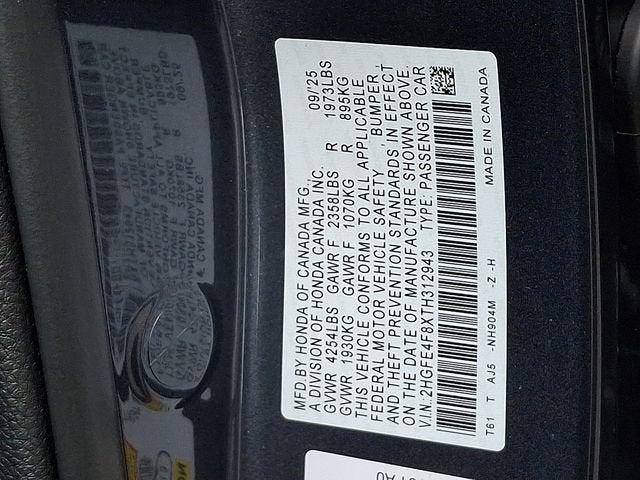 MFD.BY HONDA OF CANADA MFG.,
A DIVISION OF HONDA CANADA INC. 09/'25
GVWR 4254LBS GAWR F 2358LBS R 1973LBS
GVWR 1930KG GAWR F 1070KG R 895KG
THIS VEHICLE CONFORMS TO ALL APPLICABLE
FEDERAL MOTOR VEHICLE SAFETY , BUMPER ,
AND THEFT PREVENTION STANDARDS IN EFFECT
ON THE DATE OF MANUFACTURE SHOWN ABOVE.
V.I.N.:2HGFE4F8XTH312943 TYPE: PASSENGER CAR
T61 T AJ5 -NH904M -Z -H MADE IN CANADA